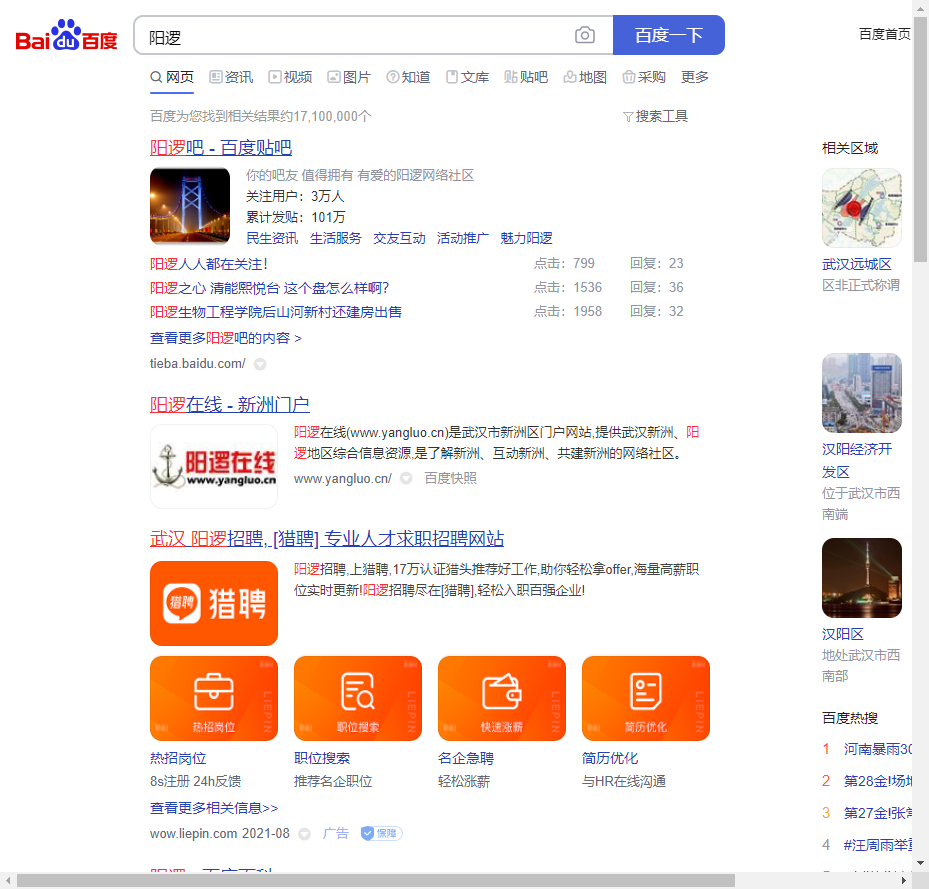 Bai du 百度
阳逻
百度一下
百度首页
网页 资讯 视频 图片 知道 文库 贴吧 地图 采购 更多
百度为您找到相关结果约17,100,000个
搜索工具
阳逻吧 - 百度贴吧
你的吧友 值得拥有 有爱的阳逻网络社区
关注用户：3万人
累计发贴：101万
民生资讯 生活服务 交友互动 活动推广 魅力阳逻
阳逻人人都在关注！ 点击：799 回复：23
阳逻之心 清能熙悦台 这个盘怎么样啊？ 点击：1536 回复：36
阳逻生物工程学院后山河新村还建房出售 点击：1958 回复：32
查看更多阳逻吧的内容 >
tieba.baidu.com/
阳逻在线 - 新洲门户
阳逻在线
www.yangluo.cn
阳逻在线(www.yangluo.cn)是武汉市新洲区门户网站,提供武汉新洲、阳
逻地区综合信息资源,是了解新洲、互动新洲、共建新洲的网络社区。
www.yangluo.cn/ 百度快照
武汉 阳逻招聘, [猎聘] 专业人才求职招聘网站
猎聘 猎聘
阳逻招聘,上猎聘,17万认证猎头推荐好工作,助你轻松拿offer,海量高薪职
位实时更新!阳逻招聘尽在[猎聘],轻松入职百强企业!
LIEPIN LIEPIN LIEPIN LIEPIN
热招岗位 职位搜索 快速涨薪 简历优化
热招岗位 职位搜索 名企急聘 简历优化
8s注册 24h反馈 推荐名企职位 轻松涨薪 与HR在线沟通
查看更多相关信息>>
wow.liepin.com 2021-08 广告 保障
相关区域
武汉远城区
区非正式称谓
汉阳经济开
发区
位于武汉市西
南端
汉阳区
地处武汉市西
南部
百度热搜
1 河南暴雨30
2 第28金!场地
3 第27金!张常
4 #汪周雨举重